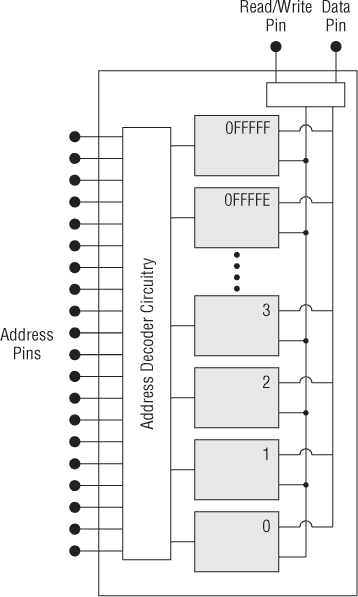 Read/Write Data
Pin Pin
0FFFFF
0FFFFE
3
Address
Pins
Address Decoder Circuitry
2
1
0